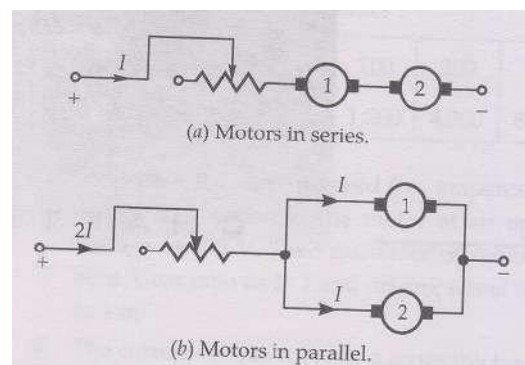 I
1
2
+
−
(a) Motors in series.
I
2I
1
+
−
I
2
(b) Motors in parallel.